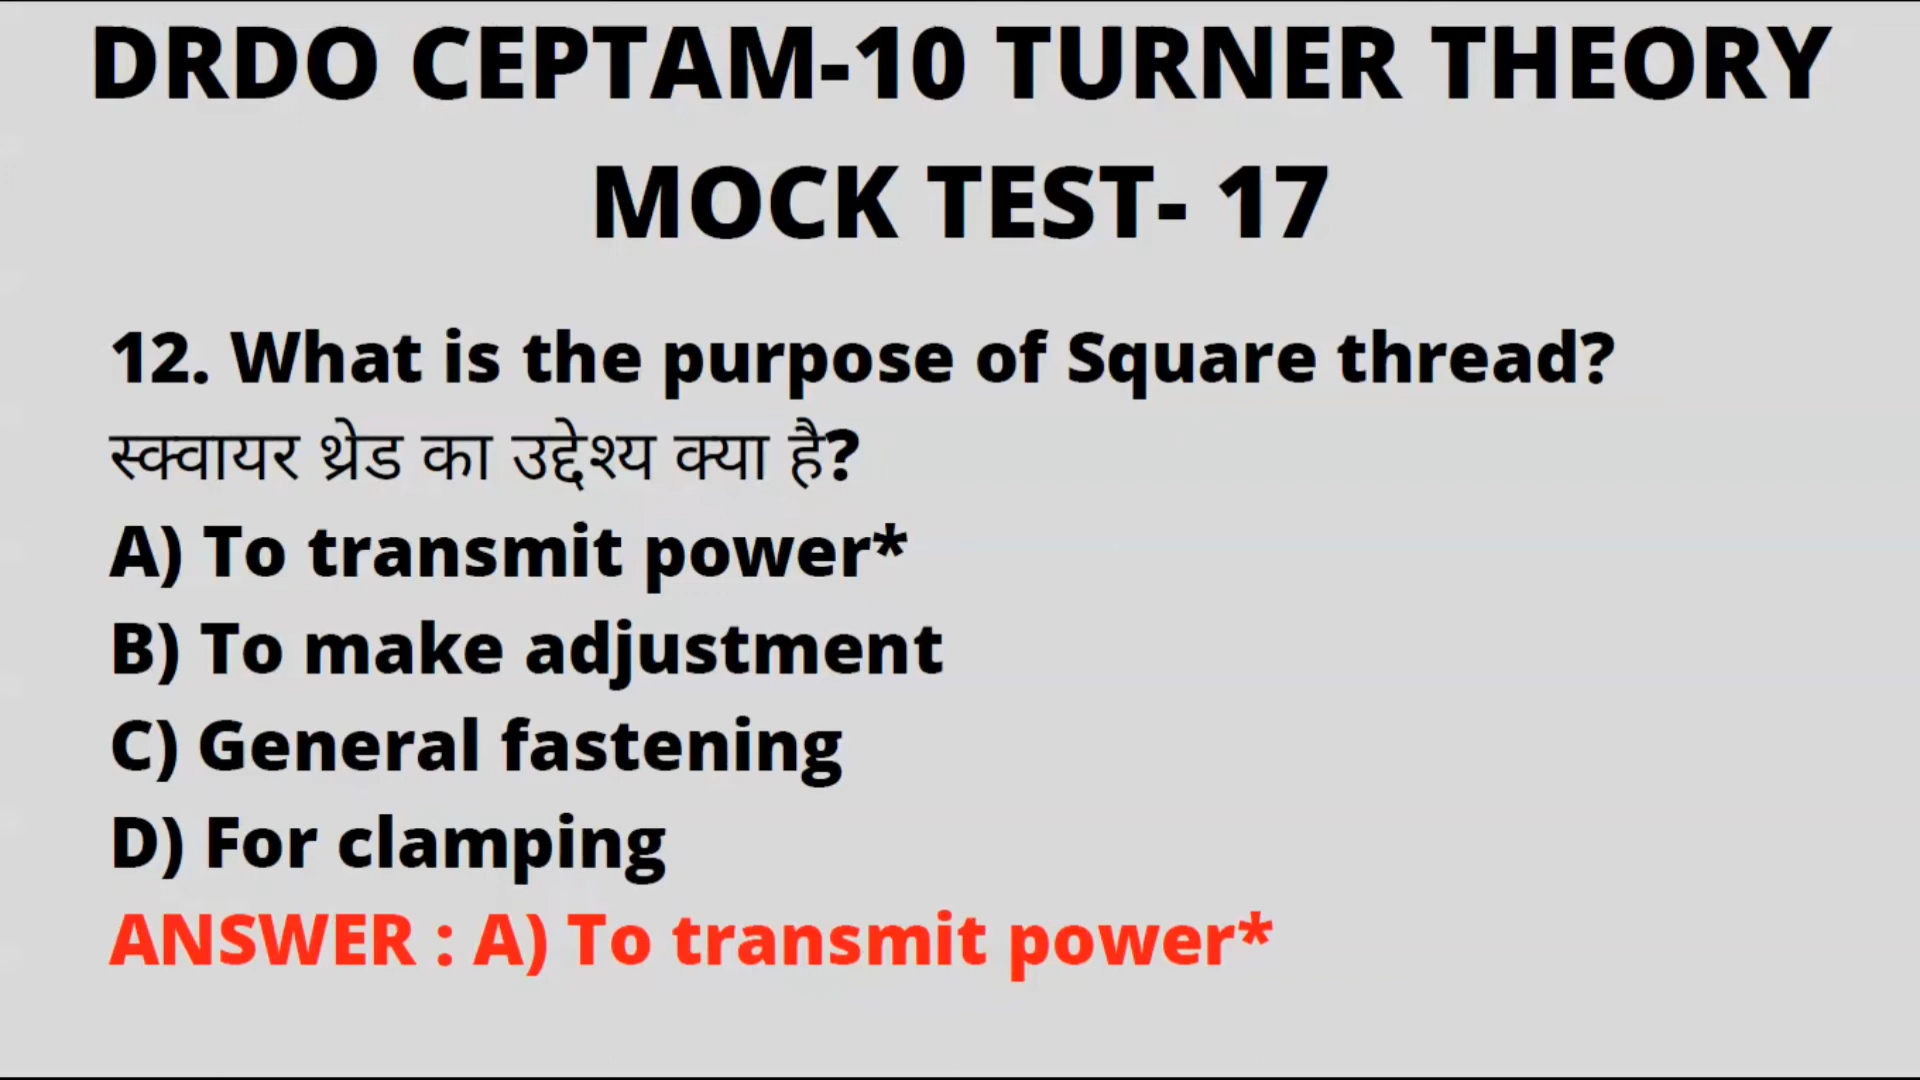 DRDO CEPTAM-10 TURNER THEORY
MOCK TEST- 17
12. What is the purpose of Square thread?
स्क्वायर थ्रेड का उद्देश्य क्या है?
A) To transmit power*
B) To make adjustment
C) General fastening
D) For clamping
ANSWER : A) To transmit power*